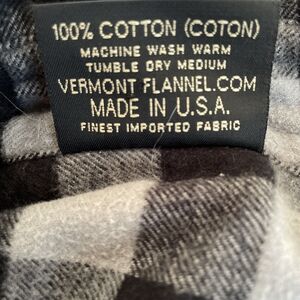 100% COTTON (COTON)
MACHINE WASH WARM
TUMBLE DRY MEDIUM
VERMONT FLANNEL.COM
MADE IN U.S.A.
FINEST IMPORTED FABRIC